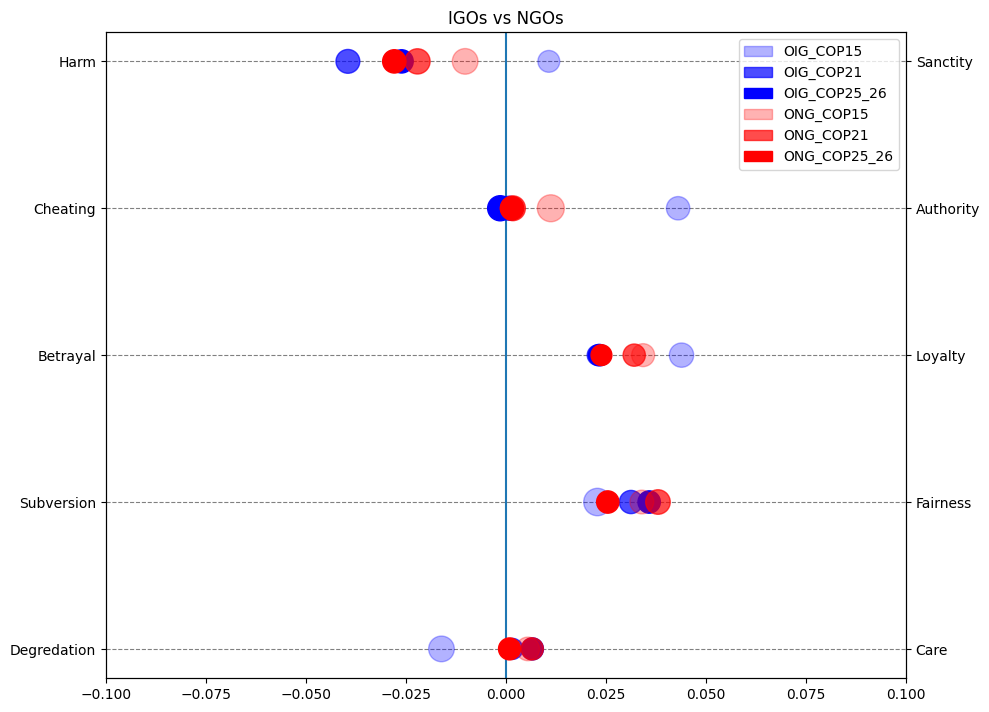 IGOs vs NGOs
OIG_COP15
OIG_COP21
OIG_COP25_26
ONG_COP15
ONG_COP21
ONG_COP25_26
Harm
Sanctity
Cheating
Authority
Betrayal
Loyalty
Subversion
Fairness
Degredation
Care
−0.100
−0.075
−0.050
−0.025
0.000
0.025
0.050
0.075
0.100